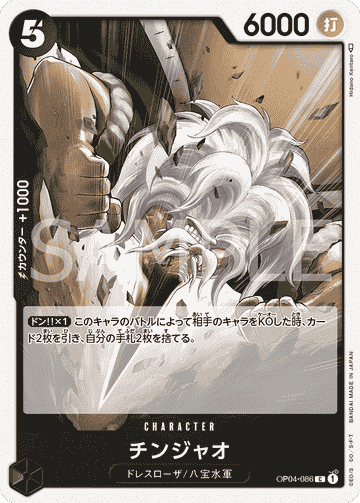 5
6000
打
Hidano Kentaro
カウンター +1000
SAMPLE
ドン!!×1 このキャラのバトルによって相手のキャラをKOした時、カー
ド2枚を引き、自分の手札2枚を捨てる。
CHARACTER
チンジャオ
ドレスローザ/八宝水軍
OP04-086 C 1
BANDAI MADE IN JAPAN